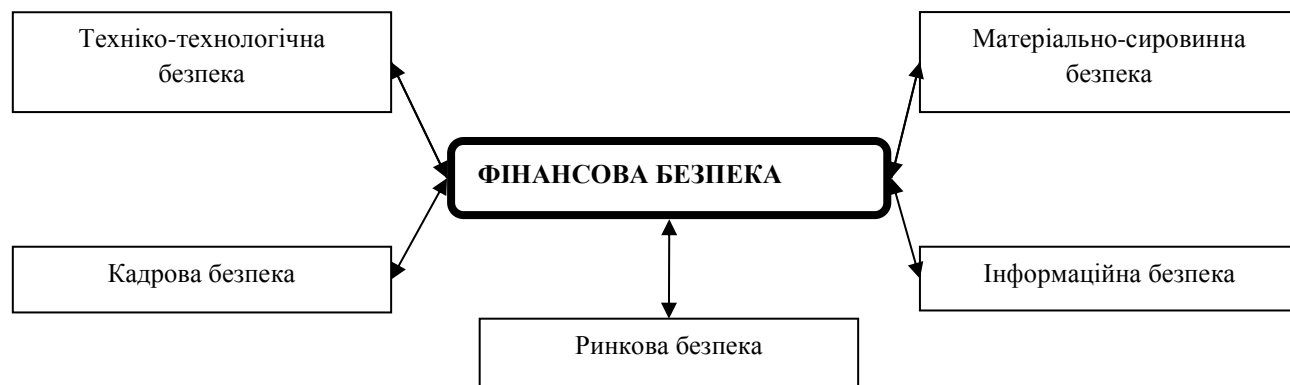 Техніко-технологічна
безпека
Матеріально-сировинна
безпека
ФІНАНСОВА БЕЗПЕКА
Кадрова безпека
Інформаційна безпека
Ринкова безпека